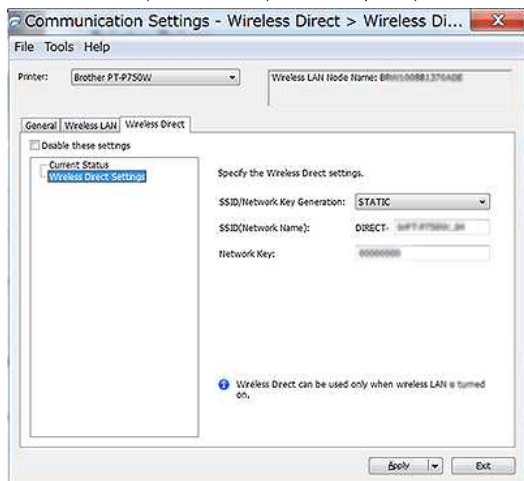 Communication Settings - Wireless Direct > Wireless Di...
File Tools Help
Printer: Brother PT-P750W Wireless LAN Node Name:
General Wireless LAN Wireless Direct
Disable these settings
Current Status
Wireless Direct Settings
Specify the Wireless Direct settings.
SSID/Network Key Generation: STATIC
SSID(Network Name): DIRECT-
Network Key:
Wireless Direct can be used only when wireless LAN is turned
on.
Apply Exit